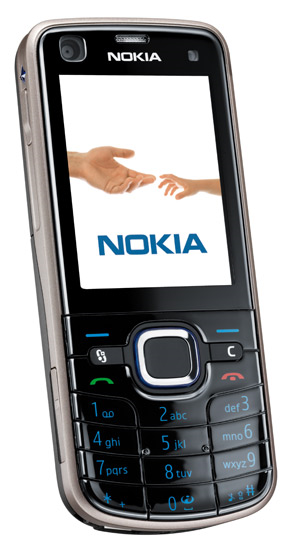 NOKIA
NOKIA
C
1 2abc def3
4ghi 5jkl mno6
7pqrs 8tuv wxyz9
* + 0 #